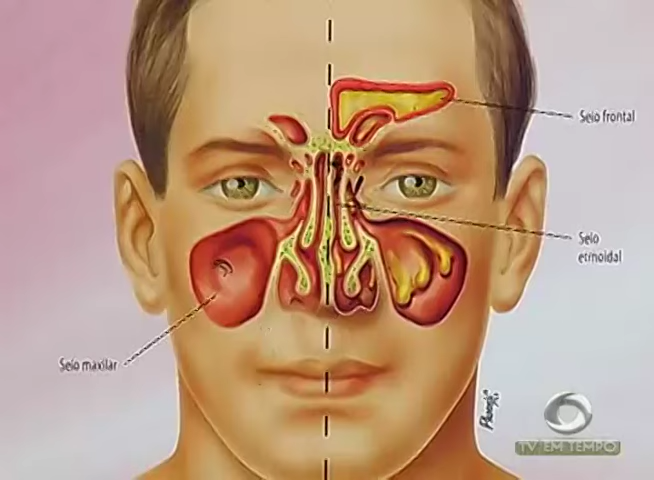 Seio frontal
Seio
etmoidal
Seio maxilar
TV EM TEMPO